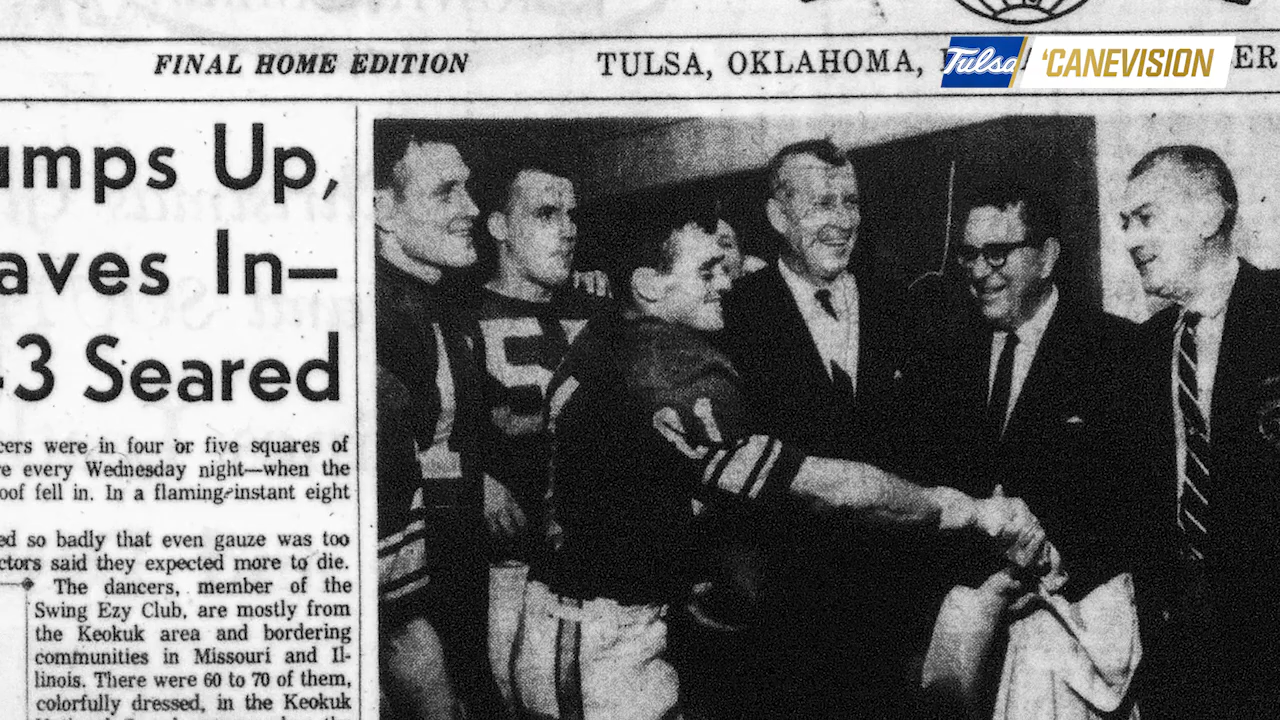 FINAL HOME EDITION
TULSA, OKLAHOMA,
Tulsa 'CANEVISION
umps Up,
aves In—
-3 Seared
cers were in four or five squares of
re every Wednesday night—when the
oof fell in. In a flaming instant eight
ed so badly that even gauze was too
ctors said they expected more to die.
The dancers, member of the
Swing Ezy Club, are mostly from
the Keokuk area and bordering
communities in Missouri and Il-
linois. There were 60 to 70 of them,
colorfully dressed, in the Keokuk